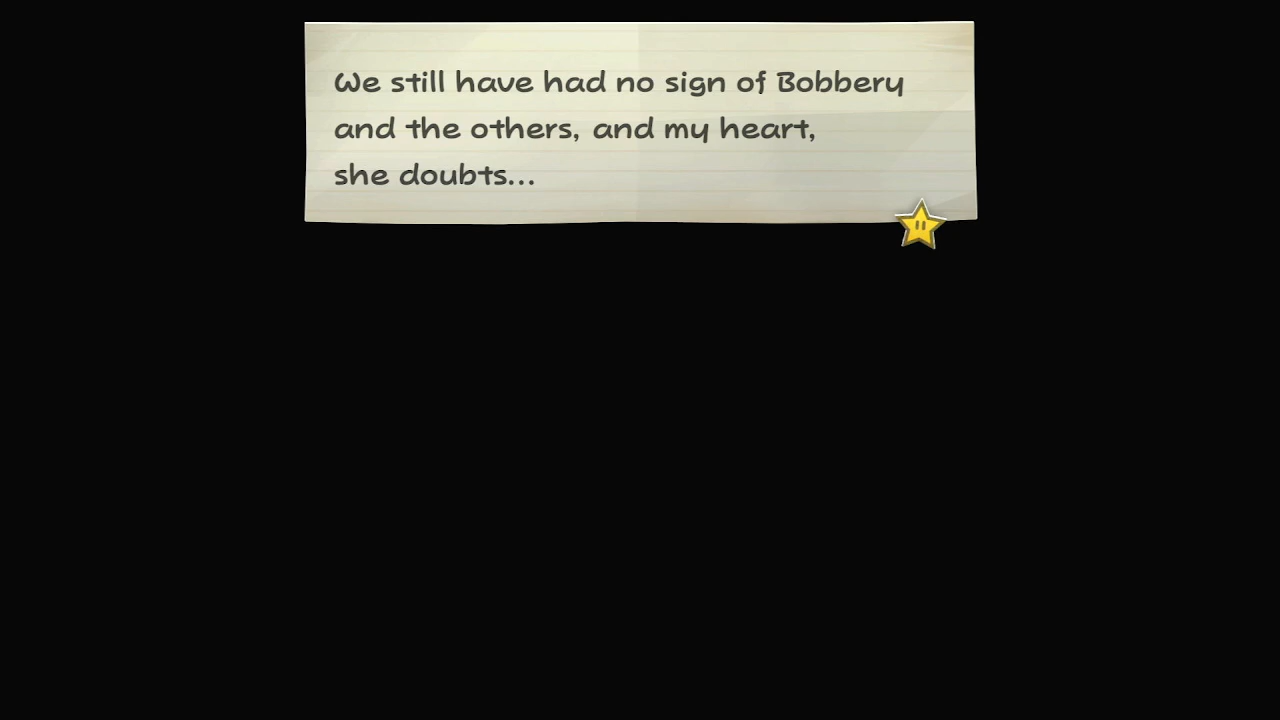 We still have had no sign of Bobbery
and the others, and my heart,
she doubts...